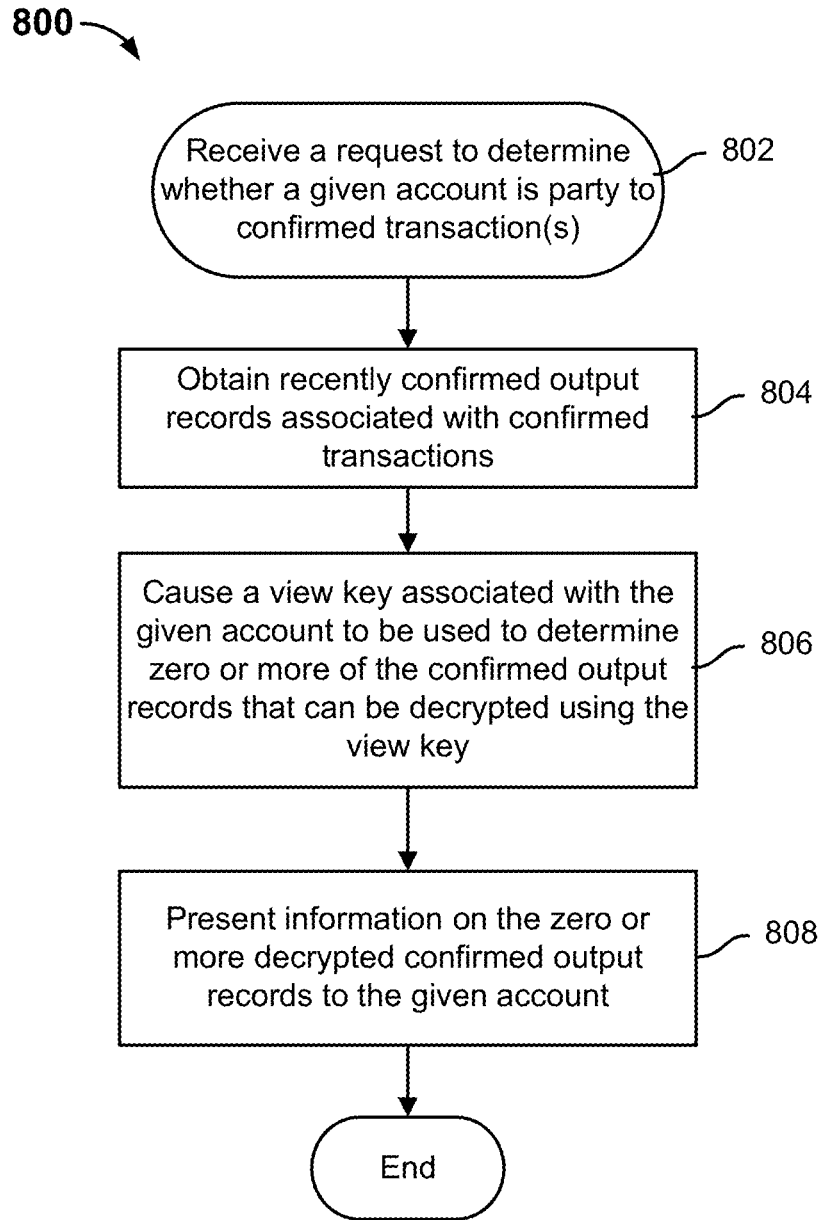 800
Receive a request to determine
whether a given account is party to
confirmed transaction(s)
802
Obtain recently confirmed output
records associated with confirmed
transactions
804
Cause a view key associated with the
given account to be used to determine
zero or more of the confirmed output
records that can be decrypted using the
view key
806
Present information on the zero or
more decrypted confirmed output
records to the given account
808
End